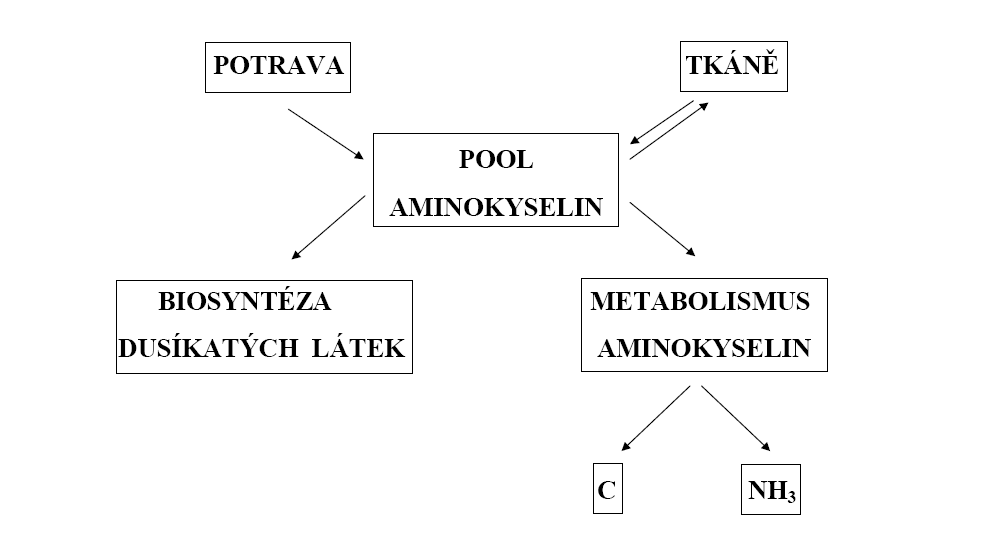 POTRAVA
TKÁNĚ
POOL
AMINOKYSELIN
BIOSYNTÉZA
DUSÍKATÝCH LÁTEK
METABOLISMUS
AMINOKYSELIN
C
NH₃